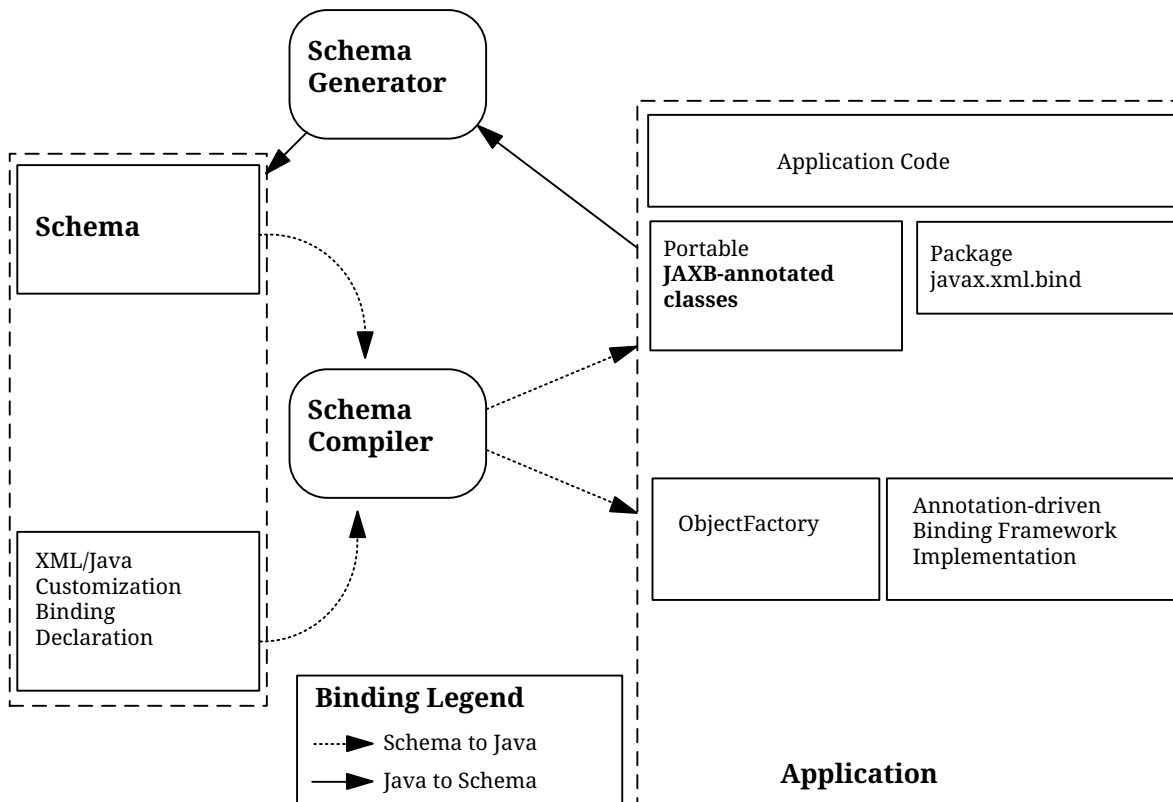 Schema
Generator
Application Code
Schema
Portable
JAXB-annotated
classes
Package
javax.xml.bind
Schema
Compiler
ObjectFactory
Annotation-driven
Binding Framework
Implementation
XML/Java
Customization
Binding
Declaration
Binding Legend
Schema to Java
Java to Schema
Application